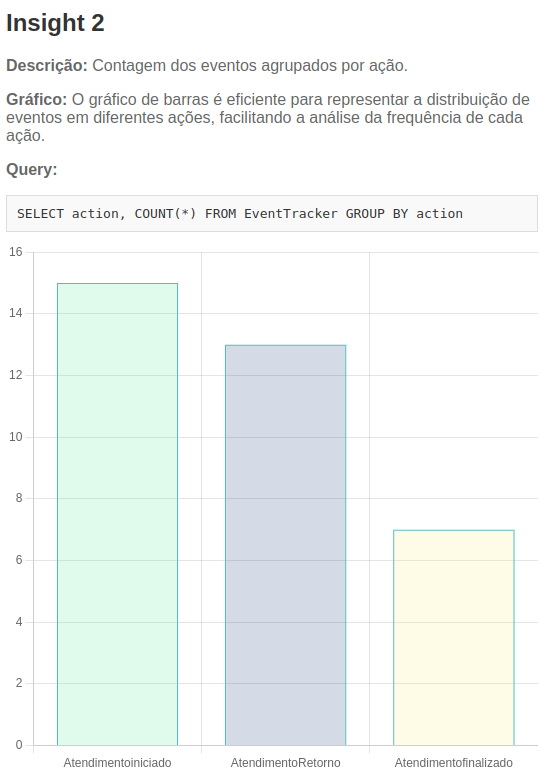 Insight 2
Descrição: Contagem dos eventos agrupados por ação.
Gráfico: O gráfico de barras é eficiente para representar a distribuição de
eventos em diferentes ações, facilitando a análise da frequência de cada
ação.
Query:
SELECT action, COUNT(*) FROM EventTracker GROUP BY action
16
14
12
10
8
6
4
2
0
Atendimentoiniciado AtendimentoRetorno Atendimentofinalizado